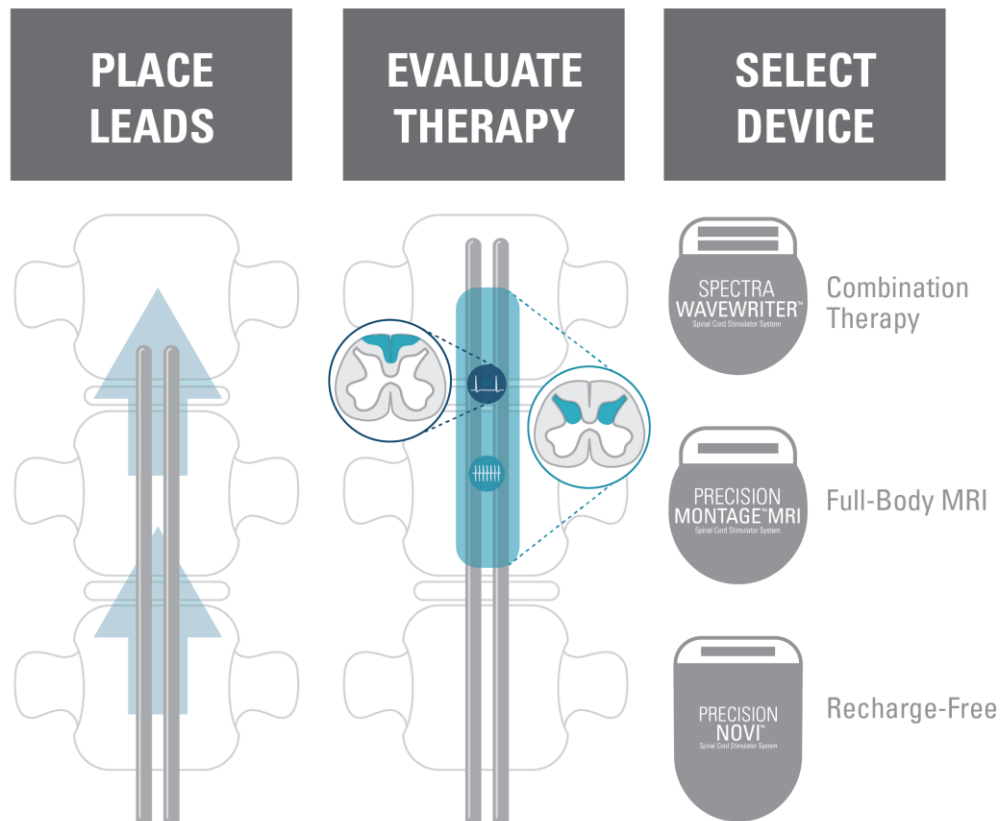 PLACE
LEADS
EVALUATE
THERAPY
SELECT
DEVICE
SPECTRA
WAVEWRITER™
Spinal Cord Stimulator System
Combination
Therapy
PRECISION
MONTAGE™MRI
Spinal Cord Stimulator System
Full-Body MRI
PRECISION
NOVI™
Spinal Cord Stimulator System
Recharge-Free